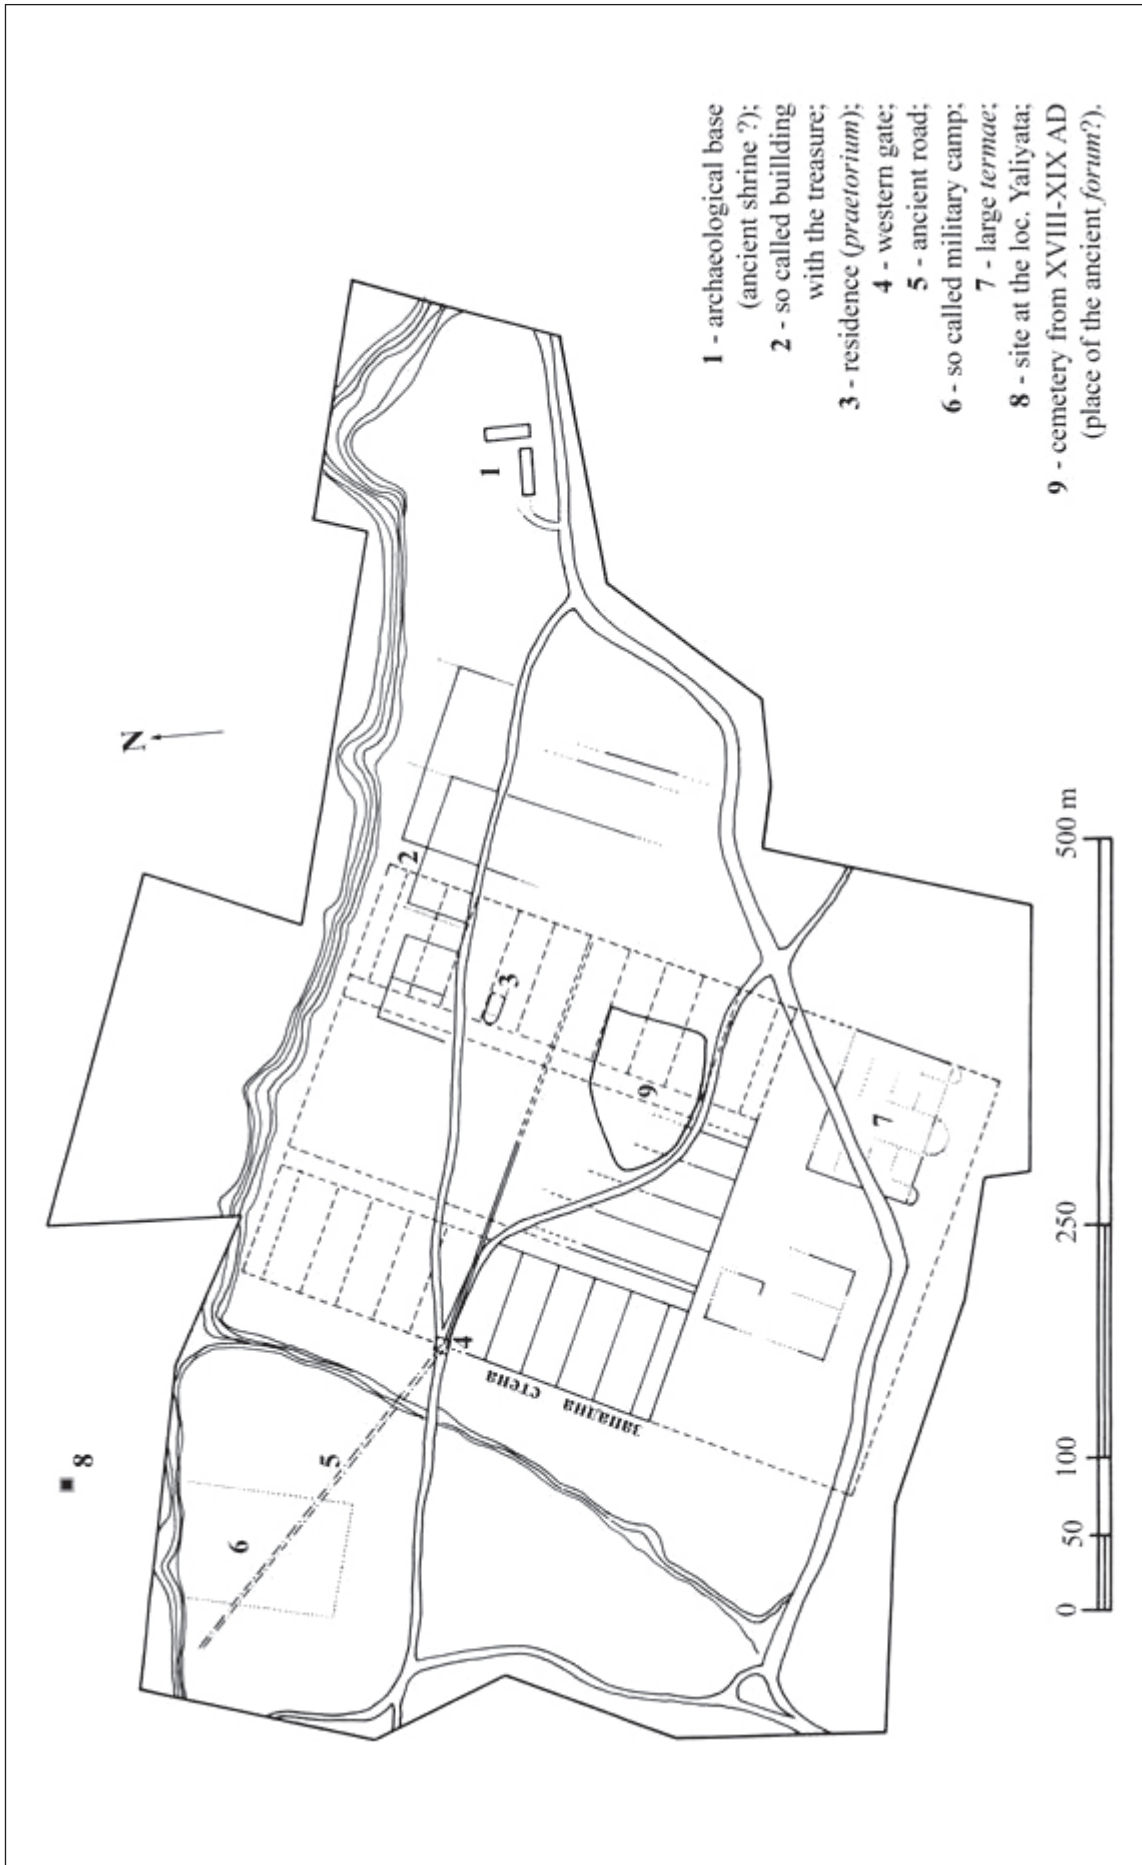 N
1
2
3
4
5
6
7
8
9
западна стена
0
50
100
250
500 m
1 - archaeological base
(ancient shrine ?);
2 - so called buillding
with the treasure;
3 - residence (praetorium);
4 - western gate;
5 - ancient road;
6 - so called military camp;
7 - large termae;
8 - site at the loc. Yaliyata;
9 - cemetery from XVIII-XIX AD
(place of the ancient forum?).